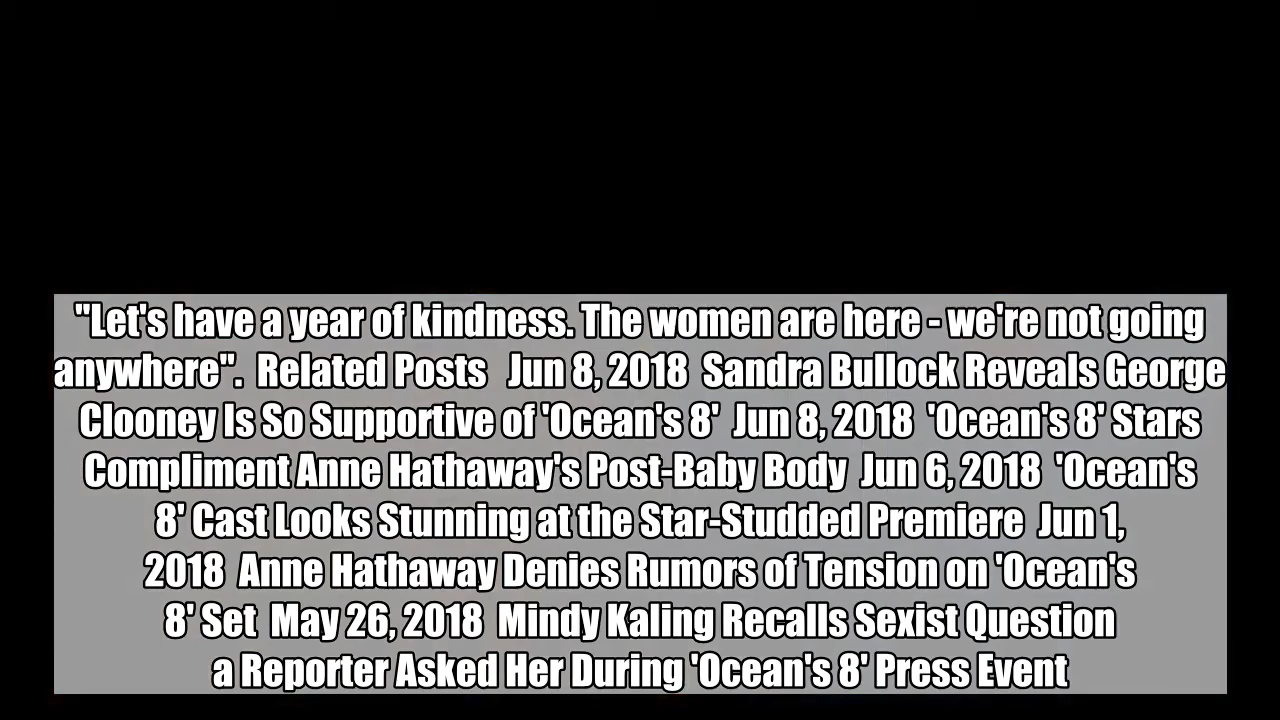 "Let's have a year of kindness. The women are here - we're not going
anywhere".  Related Posts   Jun 8, 2018  Sandra Bullock Reveals George
Clooney Is So Supportive of 'Ocean's 8'  Jun 8, 2018  'Ocean's 8' Stars
Compliment Anne Hathaway's Post-Baby Body  Jun 6, 2018  'Ocean's
8' Cast Looks Stunning at the Star-Studded Premiere  Jun 1,
2018  Anne Hathaway Denies Rumors of Tension on 'Ocean's
8' Set  May 26, 2018  Mindy Kaling Recalls Sexist Question
a Reporter Asked Her During 'Ocean's 8' Press Event